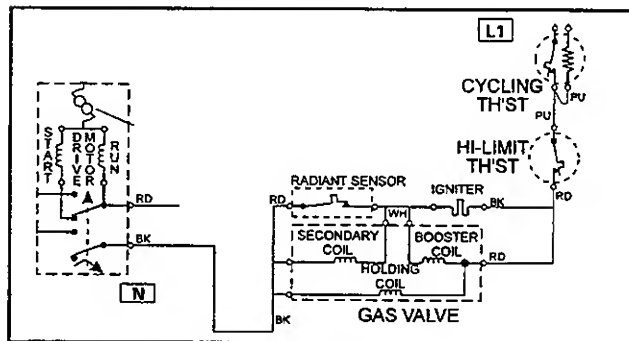 L1
CYCLING
TH'ST
PU
PU
HI-LIMIT
TH'ST
RD
START
DRIVE
MOTOR
RUN
RD
BK
N
RADIANT SENSOR
RD
WH
IGNITER
BK
SECONDARY
COIL
BOOSTER
COIL
HOLDING
COIL
RD
BK
GAS VALVE